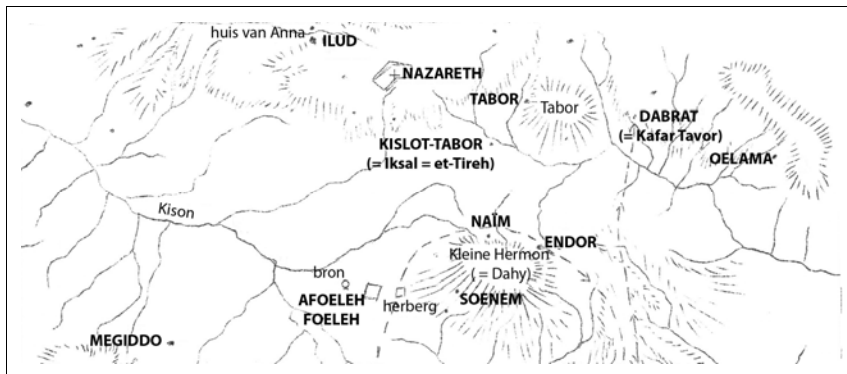 huis van Anna
ILUD
NAZARETH
TABOR
Tabor
DABRAT
(= Kafar Tavor)
KISLOT-TABOR
(= Iksal = et-Tireh)
OELAMA
Kison
NAÏM
ENDOR
Kleine Hermon
(= Dahy)
bron
AFOELEH
FOELEH
herberg
SOENEM
MEGIDDO